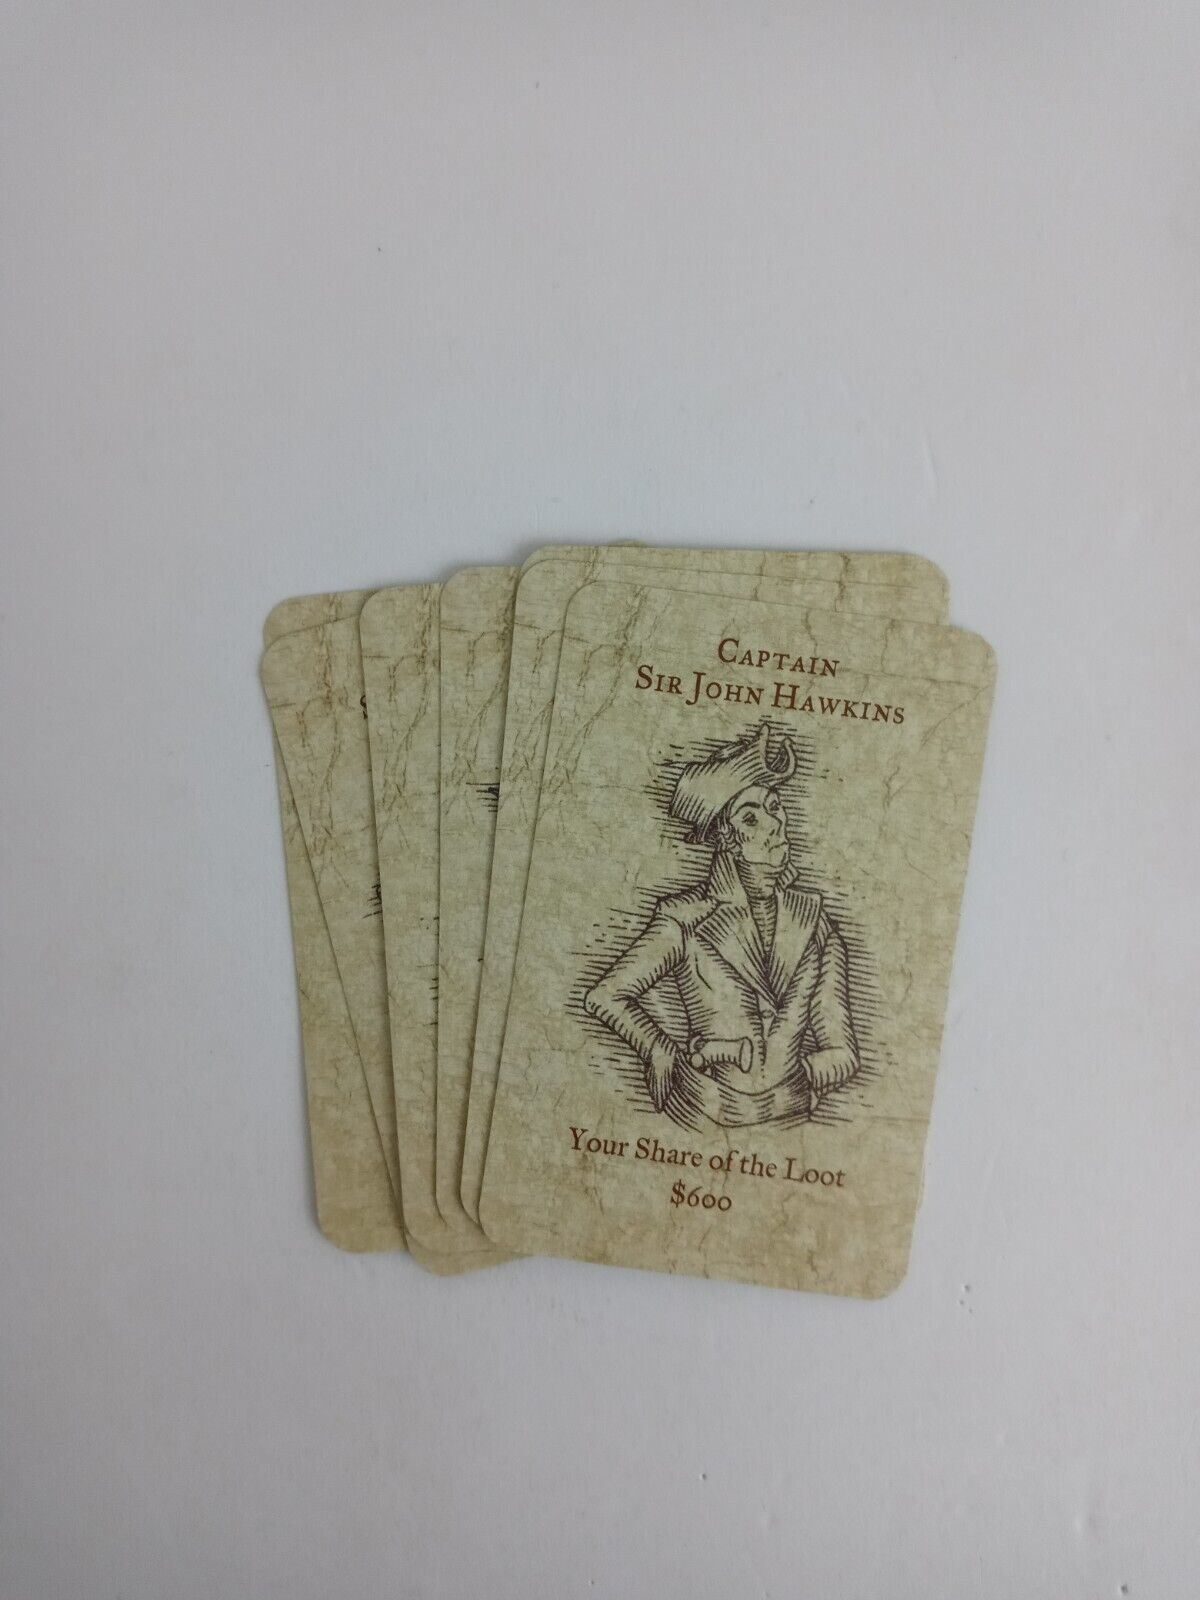 CAPTAIN
SIR JOHN HAWKINS
Your Share of the Loot
$600